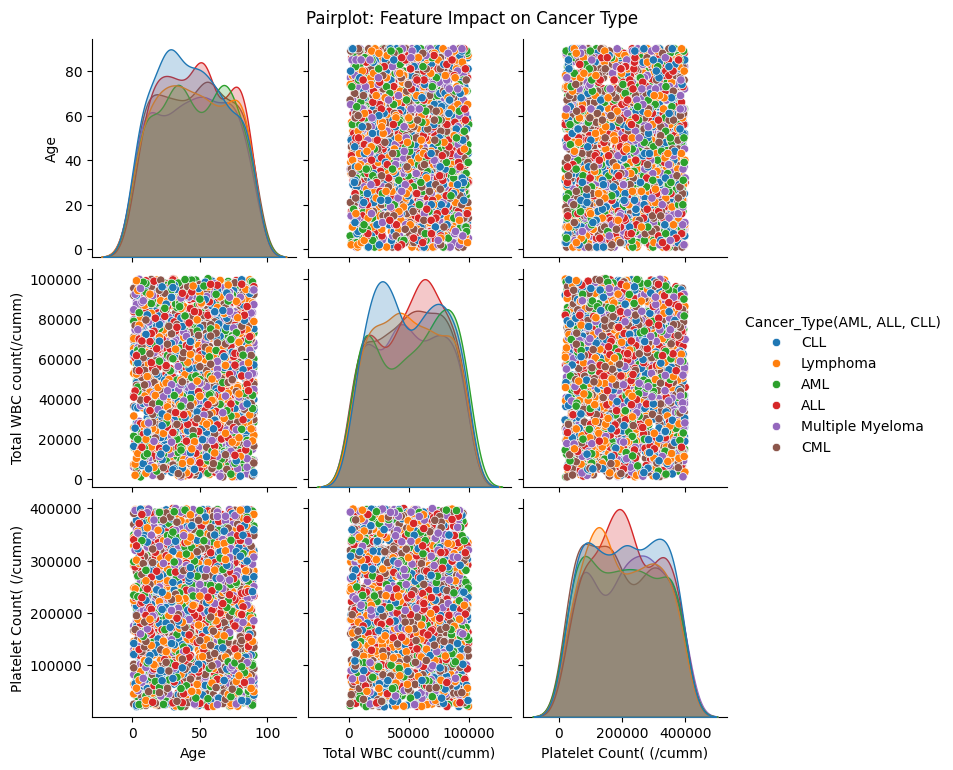 Pairplot: Feature Impact on Cancer Type
Age
80
60
40
20
0
Total WBC count(/cumm)
100000
80000
60000
40000
20000
0
Platelet Count( (/cumm)
400000
300000
200000
100000
0
50
100
Age
0
50000
100000
Total WBC count(/cumm)
0
200000
400000
Platelet Count( (/cumm)
Cancer_Type(AML, ALL, CLL)
CLL
Lymphoma
AML
ALL
Multiple Myeloma
CML